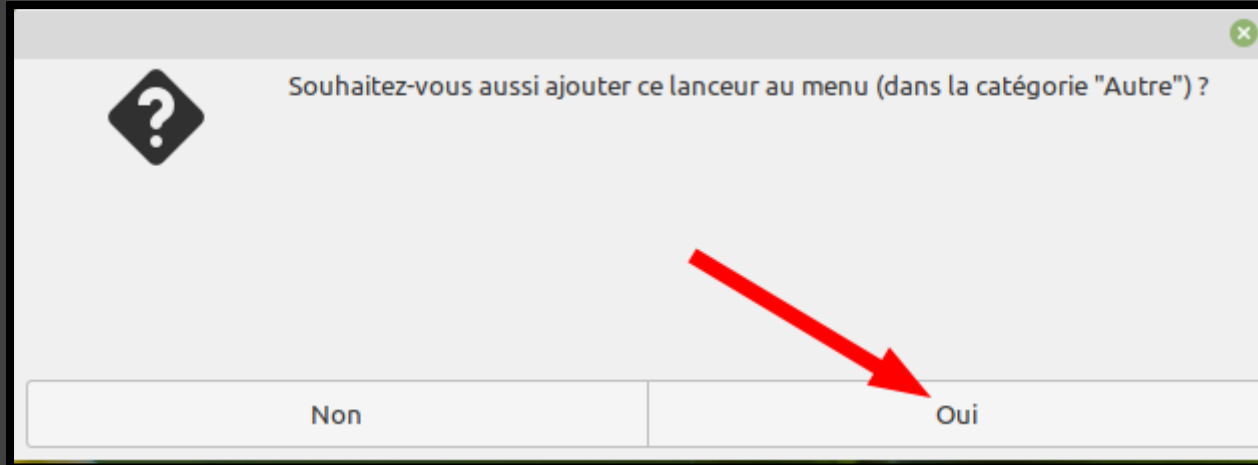 Souhaitez-vous aussi ajouter ce lanceur au menu (dans la catégorie "Autre") ?
Non
Oui